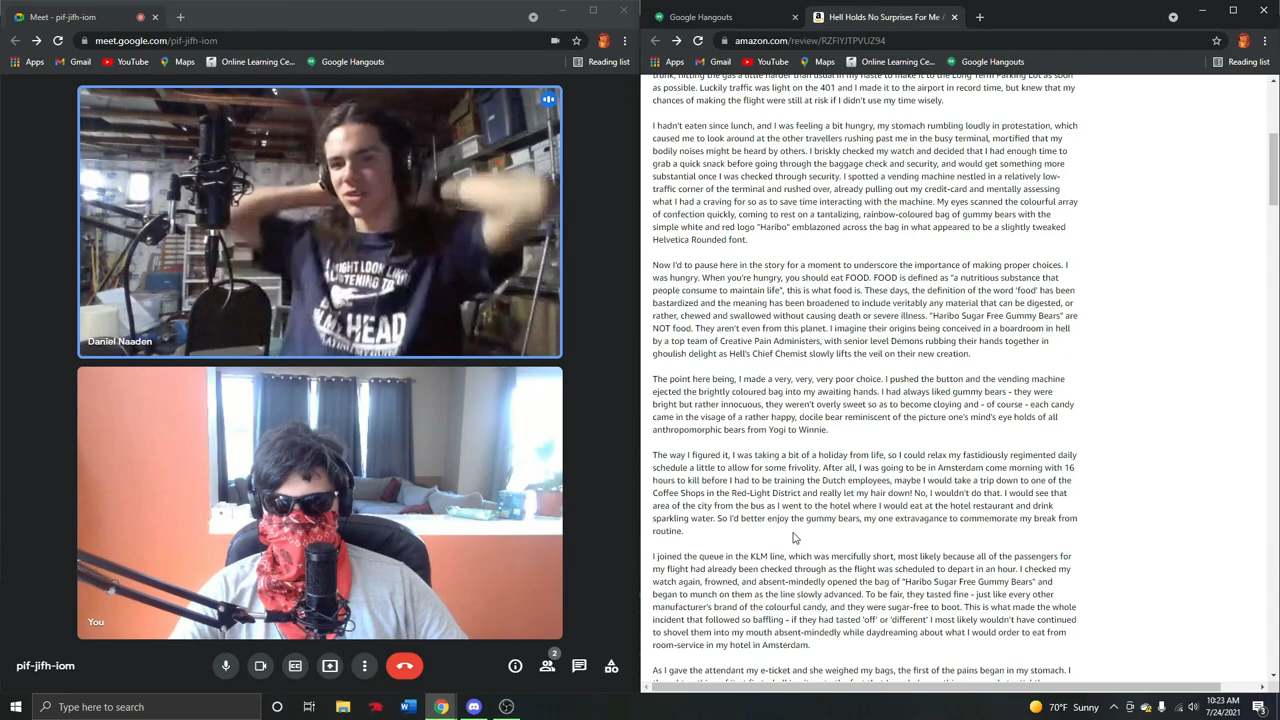 Meet - pif-jifh-iom
meet.google.com/pif-jifh-iom
Apps Gmail YouTube Maps Online Learning Ce... Google Hangouts Reading list
Daniel Naaden
You
pif-jifh-iom
2
Google Hangouts
Hell Holds No Surprises For Me
amazon.com/review/RZFIYJTPVUZ94
Apps Gmail YouTube Maps Online Learning Ce... Google Hangouts Reading list
trunk, hitting the gas a little harder than usual in my haste to make it to the Long Term Parking Lot as soon
as possible. Luckily traffic was light on the 401 and I made it to the airport in record time, but knew that my
chances of making the flight were still at risk if I didn't use my time wisely.
I hadn't eaten since lunch, and I was feeling a bit hungry, my stomach rumbling loudly in protestation, which
caused me to look around at the other travellers rushing past me in the busy terminal, mortified that my
bodily noises might be heard by others. I briskly checked my watch and decided that I had enough time to
grab a quick snack before going through the baggage check and security, and would get something more
substantial once I was checked through security. I spotted a vending machine nestled in a relatively low-
traffic corner of the terminal and rushed over, already pulling out my credit-card and mentally assessing
what I had a craving for so as to save time interacting with the machine. My eyes scanned the colourful array
of confection quickly, coming to rest on a tantalizing, rainbow-coloured bag of gummy bears with the
simple white and red logo "Haribo" emblazoned across the bag in what appeared to be a slightly tweaked
Helvetica Rounded font.
Now I'd to pause here in the story for a moment to underscore the importance of making proper choices. I
was hungry. When you're hungry, you should eat FOOD. FOOD is defined as "a nutritious substance that
people consume to maintain life", this is what food is. These days, the definition of the word 'food' has been
bastardized and the meaning has been broadened to include veritably any material that can be digested, or
rather, chewed and swallowed without causing death or severe illness. "Haribo Sugar Free Gummy Bears" are
NOT food. They aren't even from this planet. I imagine their origins being conceived in a boardroom in hell
by a top team of Creative Pain Administers, with senior level Demons rubbing their hands together in
ghoulish delight as Hell's Chief Chemist slowly lifts the veil on their new creation.
The point here being, I made a very, very, very poor choice. I pushed the button and the vending machine
ejected the brightly coloured bag into my awaiting hands. I had always liked gummy bears - they were
bright but rather innocuous, they weren't overly sweet so as to become cloying and - of course - each candy
came in the visage of a rather happy, docile bear reminiscent of the picture one's mind's eye holds of all
anthropomorphic bears from Yogi to Winnie.
The way I figured it, I was taking a bit of a holiday from life, so I could relax my fastidiously regimented daily
schedule a little to allow for some frivolity. After all, I was going to be in Amsterdam come morning with 16
hours to kill before I had to be training the Dutch employees, maybe I would take a trip down to one of the
Coffee Shops in the Red-Light District and really let my hair down! No, I wouldn't do that. I would see that
area of the city from the bus as I went to the hotel where I would eat at the hotel restaurant and drink
sparkling water. So I'd better enjoy the gummy bears, my one extravagance to commemorate my break from
routine.
I joined the queue in the KLM line, which was mercifully short, most likely because all of the passengers for
my flight had already been checked through as the flight was scheduled to depart in an hour. I checked my
watch again, frowned, and absent-mindedly opened the bag of "Haribo Sugar Free Gummy Bears" and
began to munch on them as the line slowly advanced. To be fair, they tasted fine - just like every other
manufacturer's brand of the colourful candy, and they were sugar-free to boot. This is what made the whole
incident that followed so baffling - if they had tasted 'off' or 'different' I most likely wouldn't have continued
to shovel them into my mouth absent-mindedly while daydreaming about what I would order to eat from
room-service in my hotel in Amsterdam.
As I gave the attendant my e-ticket and she weighed my bags, the first of the pains began in my stomach. I
Type here to search
70°F Sunny
10:23 AM
7/24/2021